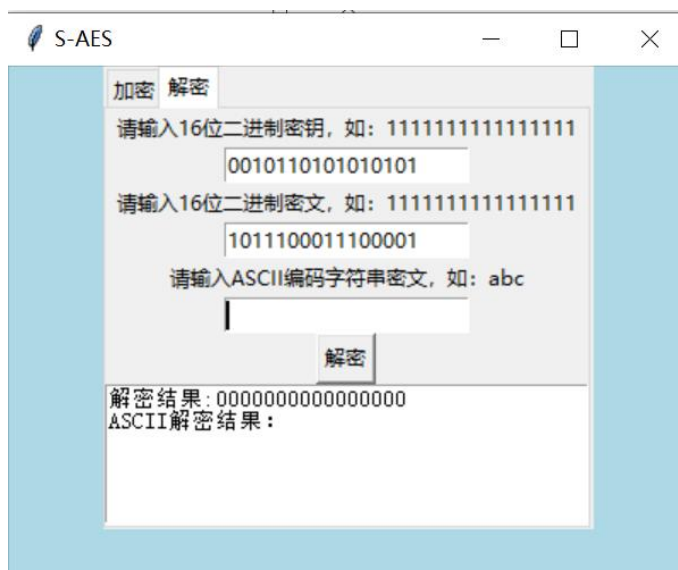 S-AES
加密 解密
请输入16位二进制密钥，如：1111111111111111
0010110101010101
请输入16位二进制密文，如：1111111111111111
1011100011100001
请输入ASCII编码字符串密文，如：abc
解密
解密结果:0000000000000000
ASCII解密结果：